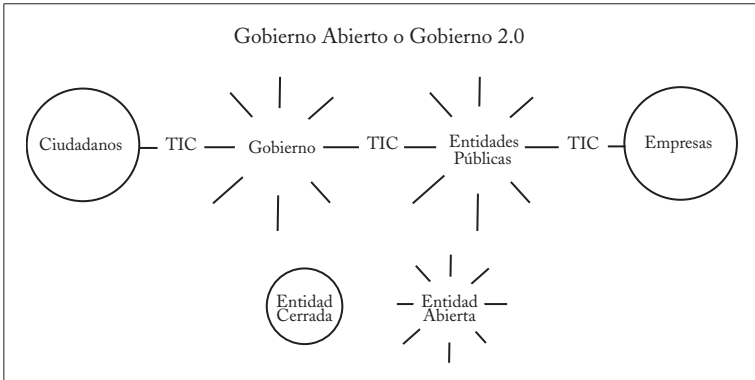 Gobierno Abierto o Gobierno 2.0
Ciudadanos
TIC
Gobierno
TIC
Entidades
Públicas
TIC
Empresas
Entidad
Cerrada
Entidad
Abierta